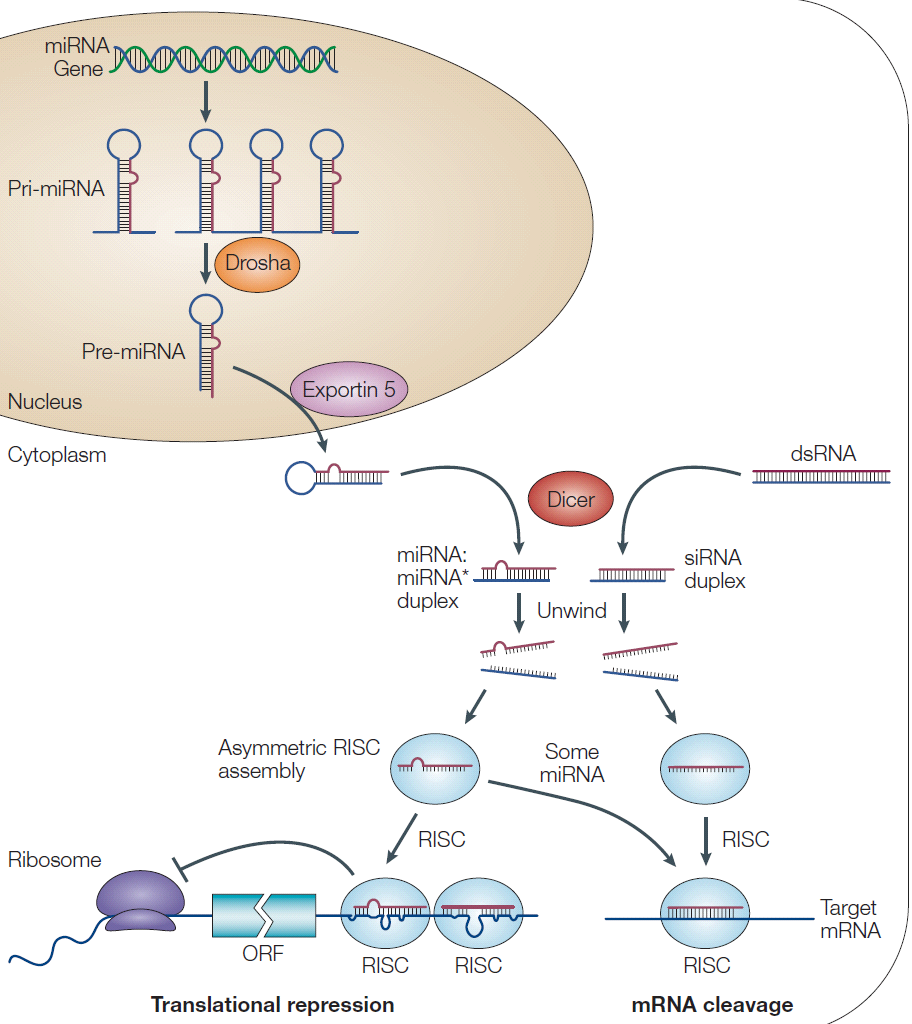 miRNA
Gene
Pri-miRNA
Drosha
Pre-miRNA
Exportin 5
Nucleus
Cytoplasm
dsRNA
Dicer
miRNA:
miRNA*
duplex
siRNA
duplex
Unwind
Asymmetric RISC
assembly
Some
miRNA
RISC
RISC
Ribosome
ORF
RISC
RISC
RISC
Target
mRNA
Translational repression
mRNA cleavage